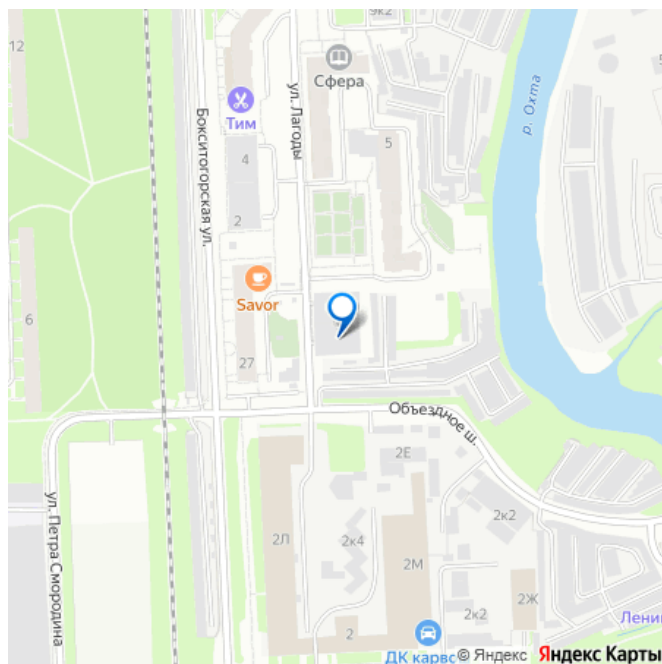 9к2
12
Сфера
ул. Лагоды
р. Охта
Тим
Бокситогорская ул.
5
4
2
Savor
6
27
Объездное ш.
2Е
ул. Петра Смородина
2к2
2Л
2к4
2М
2Ж
2к2
Лени
2
ДК карвс
© Яндекс Яндекс Карты